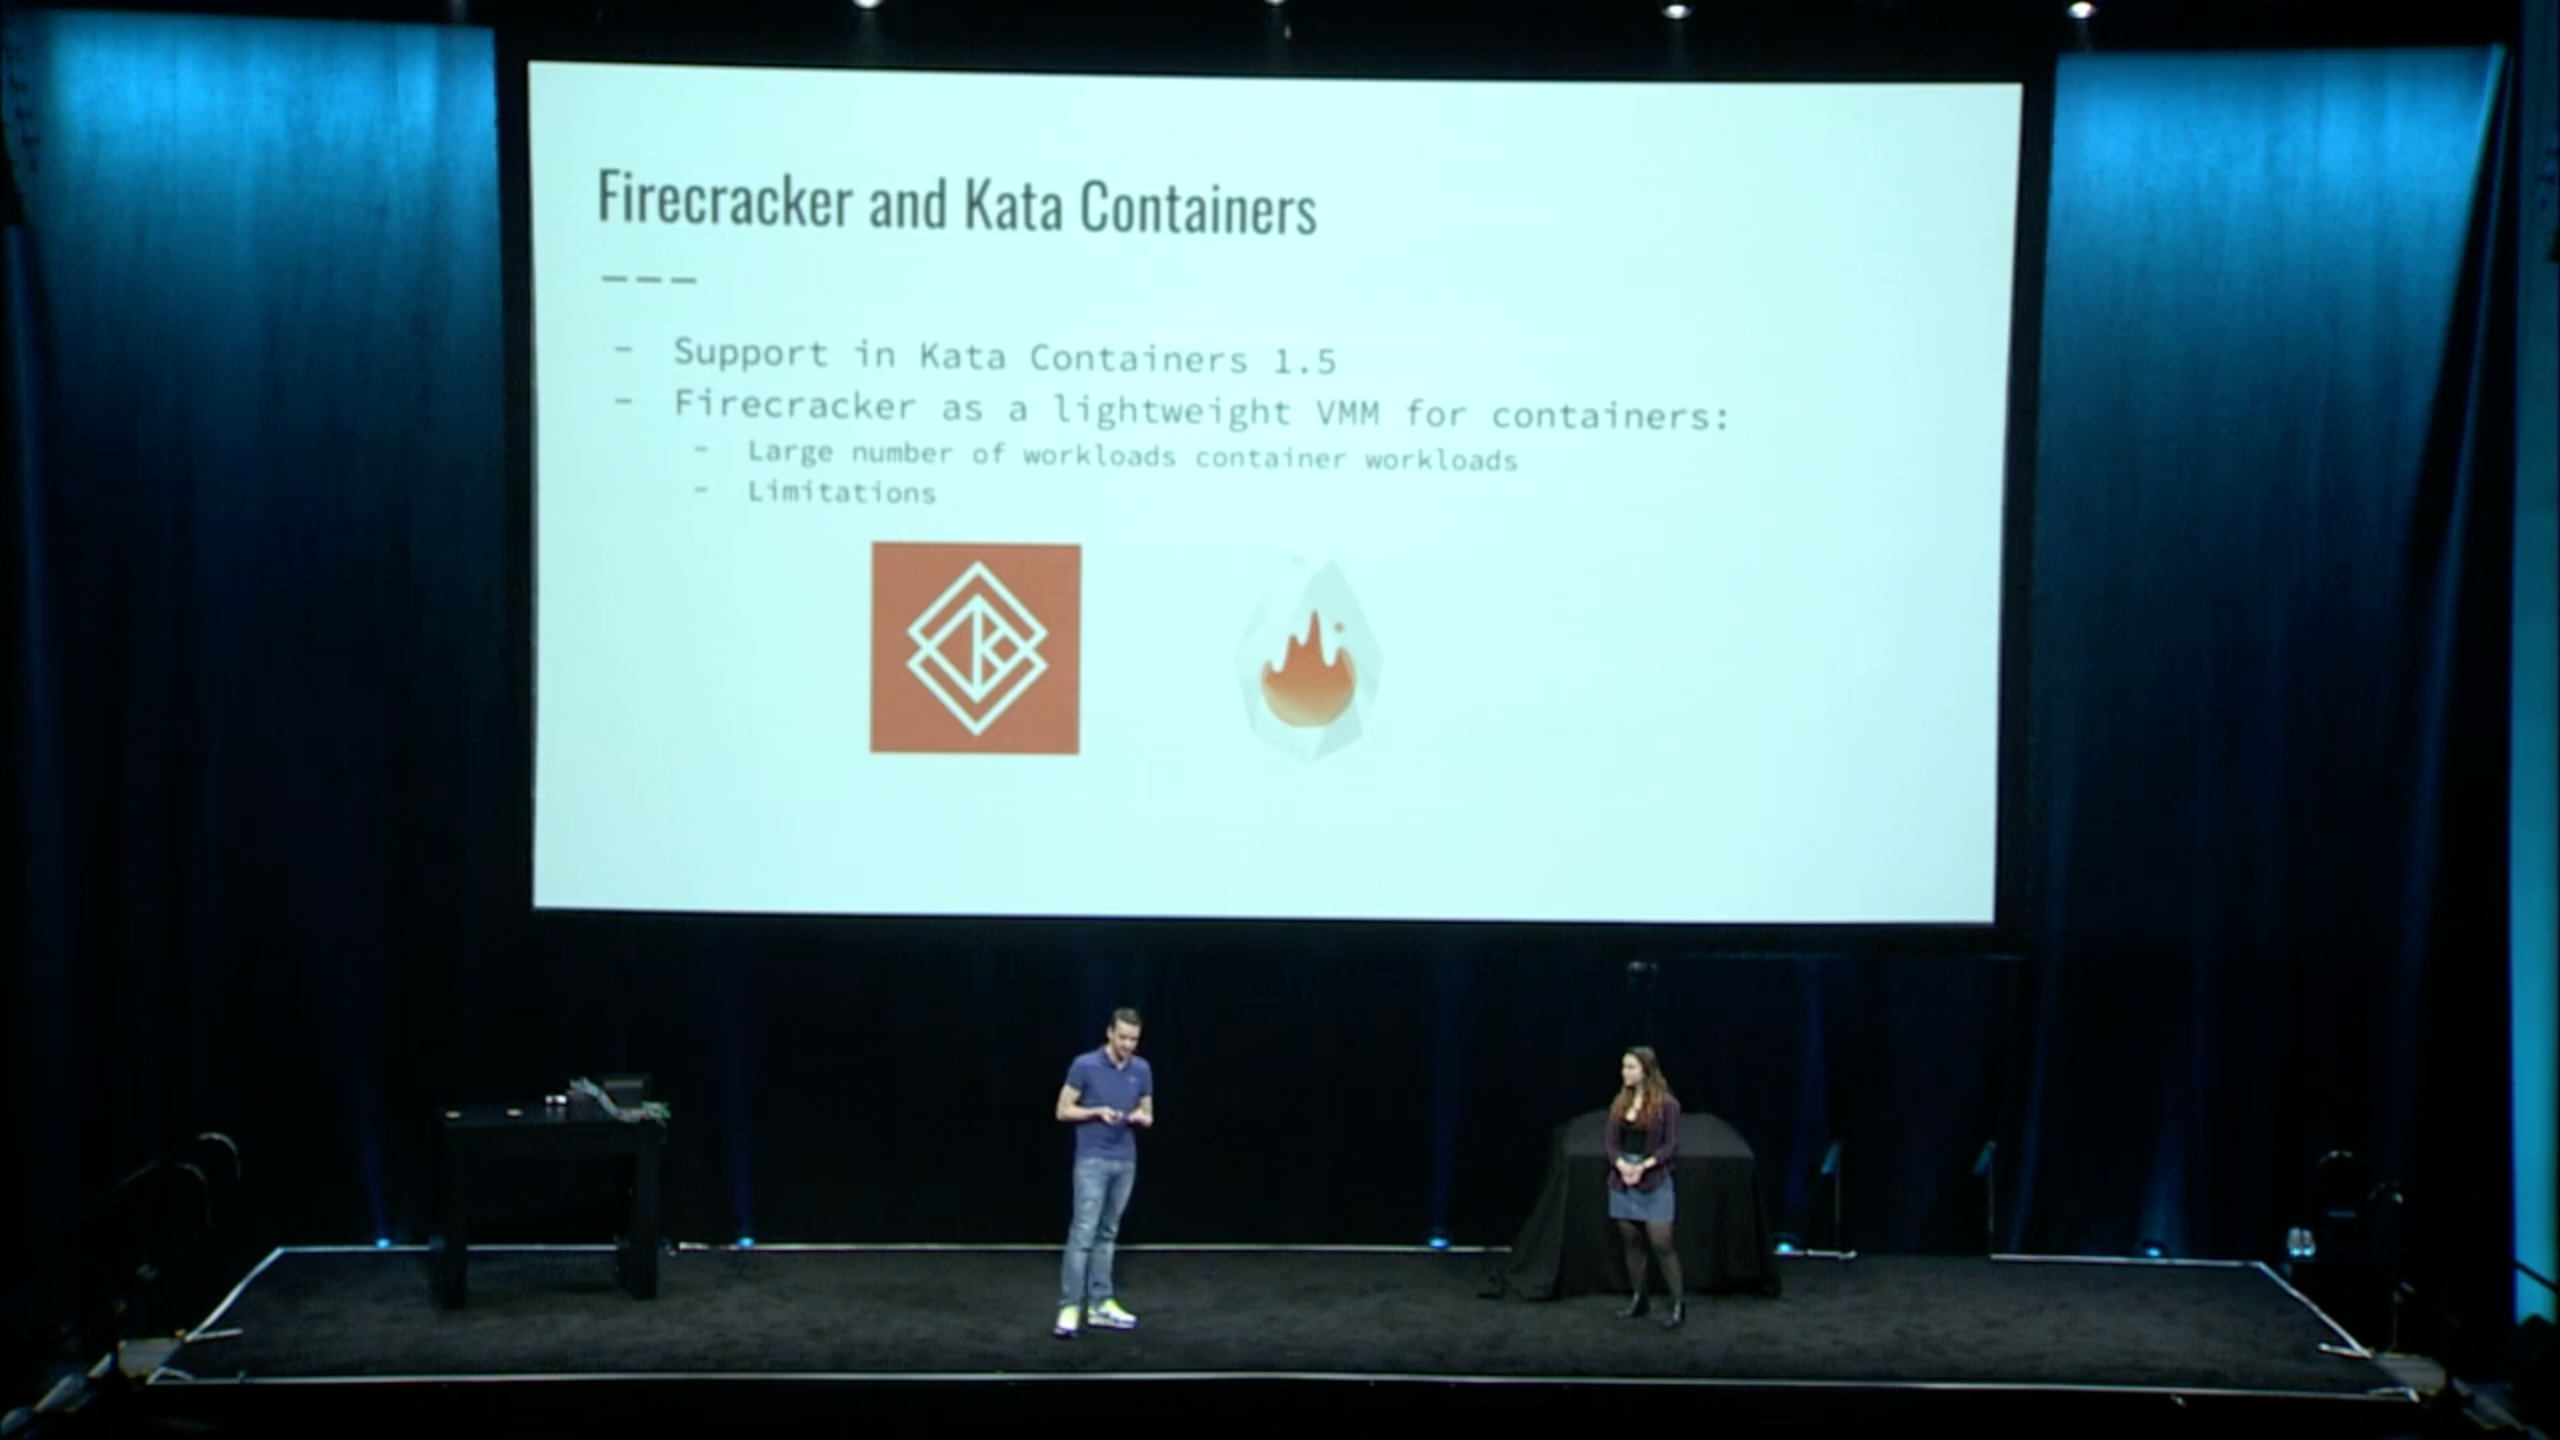 Firecracker and Kata Containers
---
- Support in Kata Containers 1.5
- Firecracker as a lightweight VMM for containers:
- Large number of workloads container workloads
- Limitations